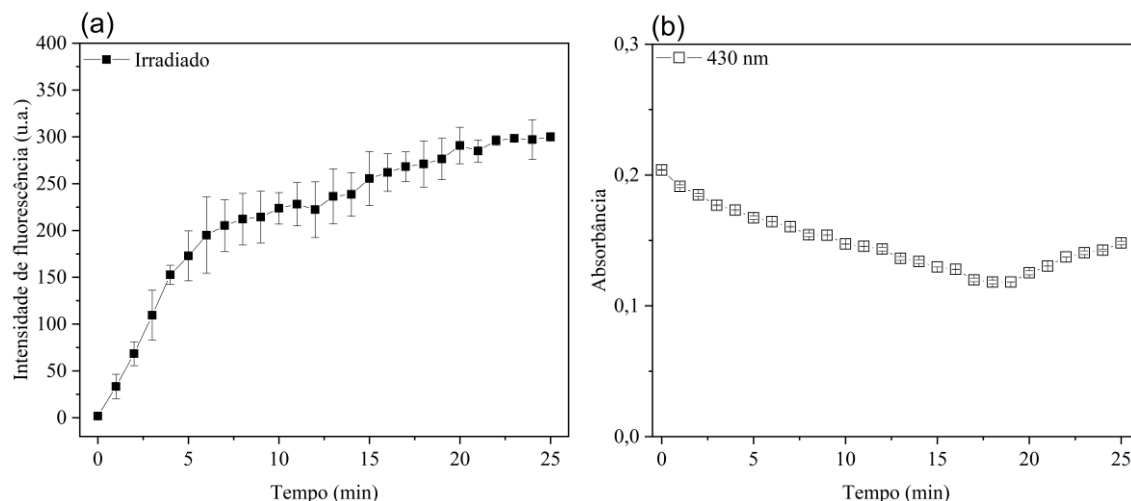 (a)
400
350
300
250
200
150
100
50
0
Intensidade de fluorescência (u.a.)
Irradiado
0 5 10 15 20 25
Tempo (min)
(b)
0,3
0,2
0,1
0,0
Absorbância
430 nm
0 5 10 15 20 25
Tempo (min)